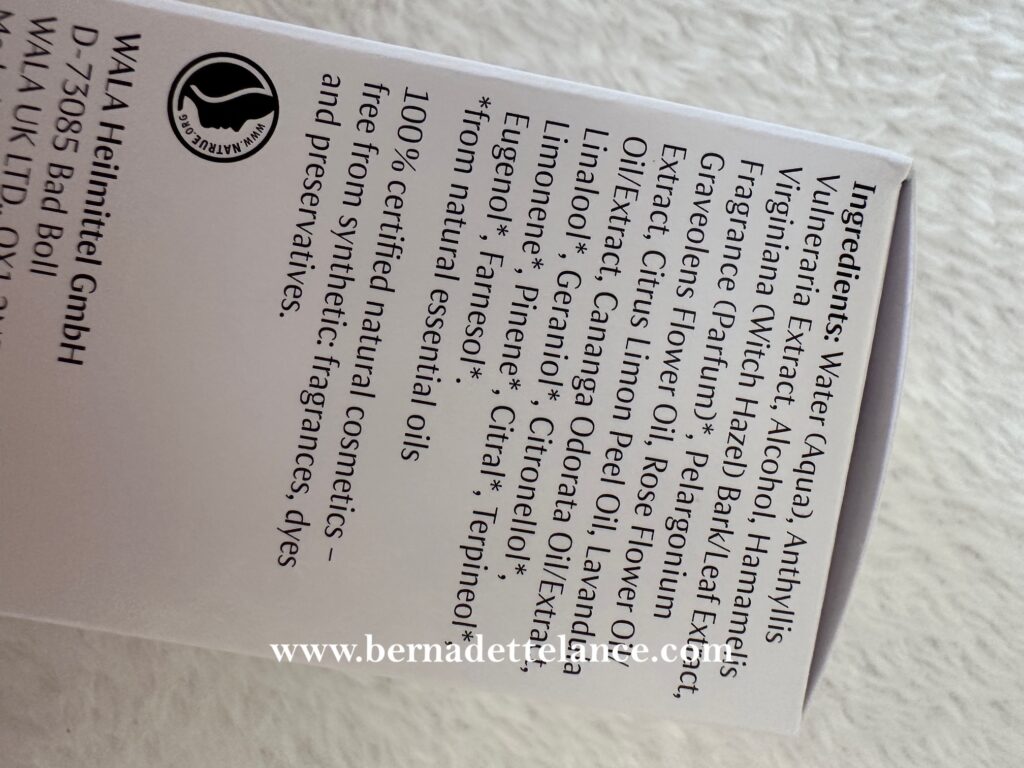 Ingredients: Water (Aqua), Anthyllis
Vulneraria Extract, Alcohol, Hamamelis
Virginiana (Witch Hazel) Bark/Leaf Extract,
Fragrance (Parfum)*, Pelargonium
Graveolens Flower Oil, Rose Flower
Extract, Citrus Limon Peel Oil, Lavandula
Oil/Extract, Cananga Odorata Oil/Extract,
Linalool*, Geraniol*, Citronellol*,
Limonene*, Pinene*, Citral*, Terpineol*,
Eugenol*, Farnesol*.
*from natural essential oils
100% certified natural cosmetics –
free from synthetic: fragrances, dyes
and preservatives.
WWW.NATRUE.ORG
WALA Heilmittel GmbH
D-73085 Bad Boll
WALA UK LTD.
www.bernadettelance.com